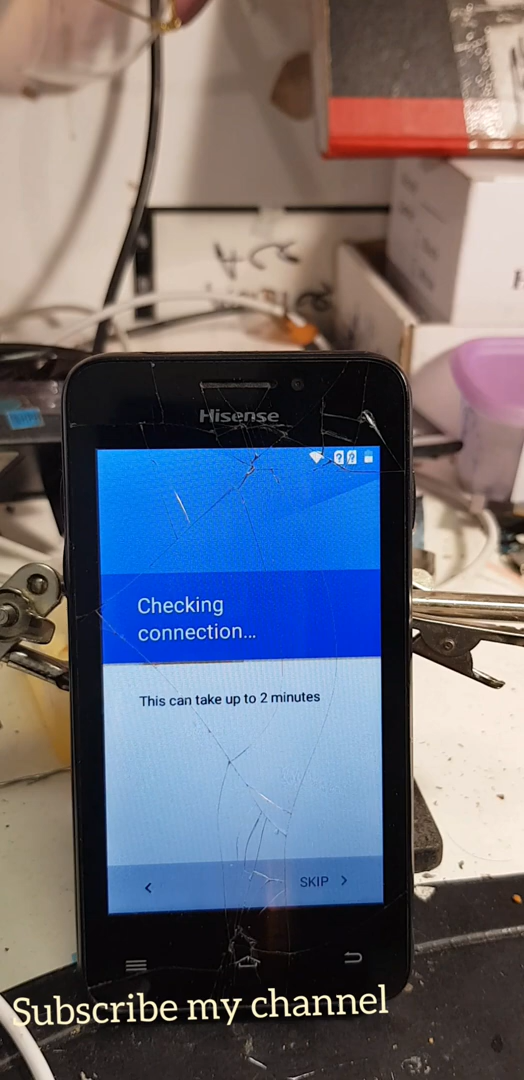 Hisense
Checking
connection...
This can take up to 2 minutes
SKIP
Subscribe my channel